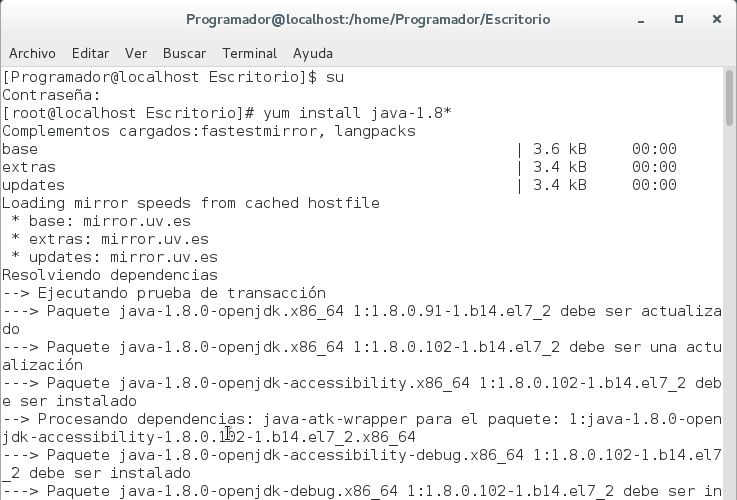 Programador@localhost:/home/Programador/Escritorio
Archivo Editar Ver Buscar Terminal Ayuda
[Programador@localhost Escritorio]$ su
Contraseña:
[root@localhost Escritorio]# yum install java-1.8*
Complementos cargados:fastestmirror, langpacks
base | 3.6 kB 00:00
extras | 3.4 kB 00:00
updates | 3.4 kB 00:00
Loading mirror speeds from cached hostfile
* base: mirror.uv.es
* extras: mirror.uv.es
* updates: mirror.uv.es
Resolviendo dependencias
--> Ejecutando prueba de transacción
---> Paquete java-1.8.0-openjdk.x86_64 1:1.8.0.91-1.b14.el7_2 debe ser actualiza
do
---> Paquete java-1.8.0-openjdk.x86_64 1:1.8.0.102-1.b14.el7_2 debe ser una actu
alización
---> Paquete java-1.8.0-openjdk-accessibility.x86_64 1:1.8.0.102-1.b14.el7_2 deb
e ser instalado
--> Procesando dependencias: java-atk-wrapper para el paquete: 1:java-1.8.0-open
jdk-accessibility-1.8.0.102-1.b14.el7_2.x86_64
---> Paquete java-1.8.0-openjdk-accessibility-debug.x86_64 1:1.8.0.102-1.b14.el7
_2 debe ser instalado
---> Paquete java-1.8.0-openjdk-debug.x86_64 1:1.8.0.102-1.b14.el7_2 debe ser in